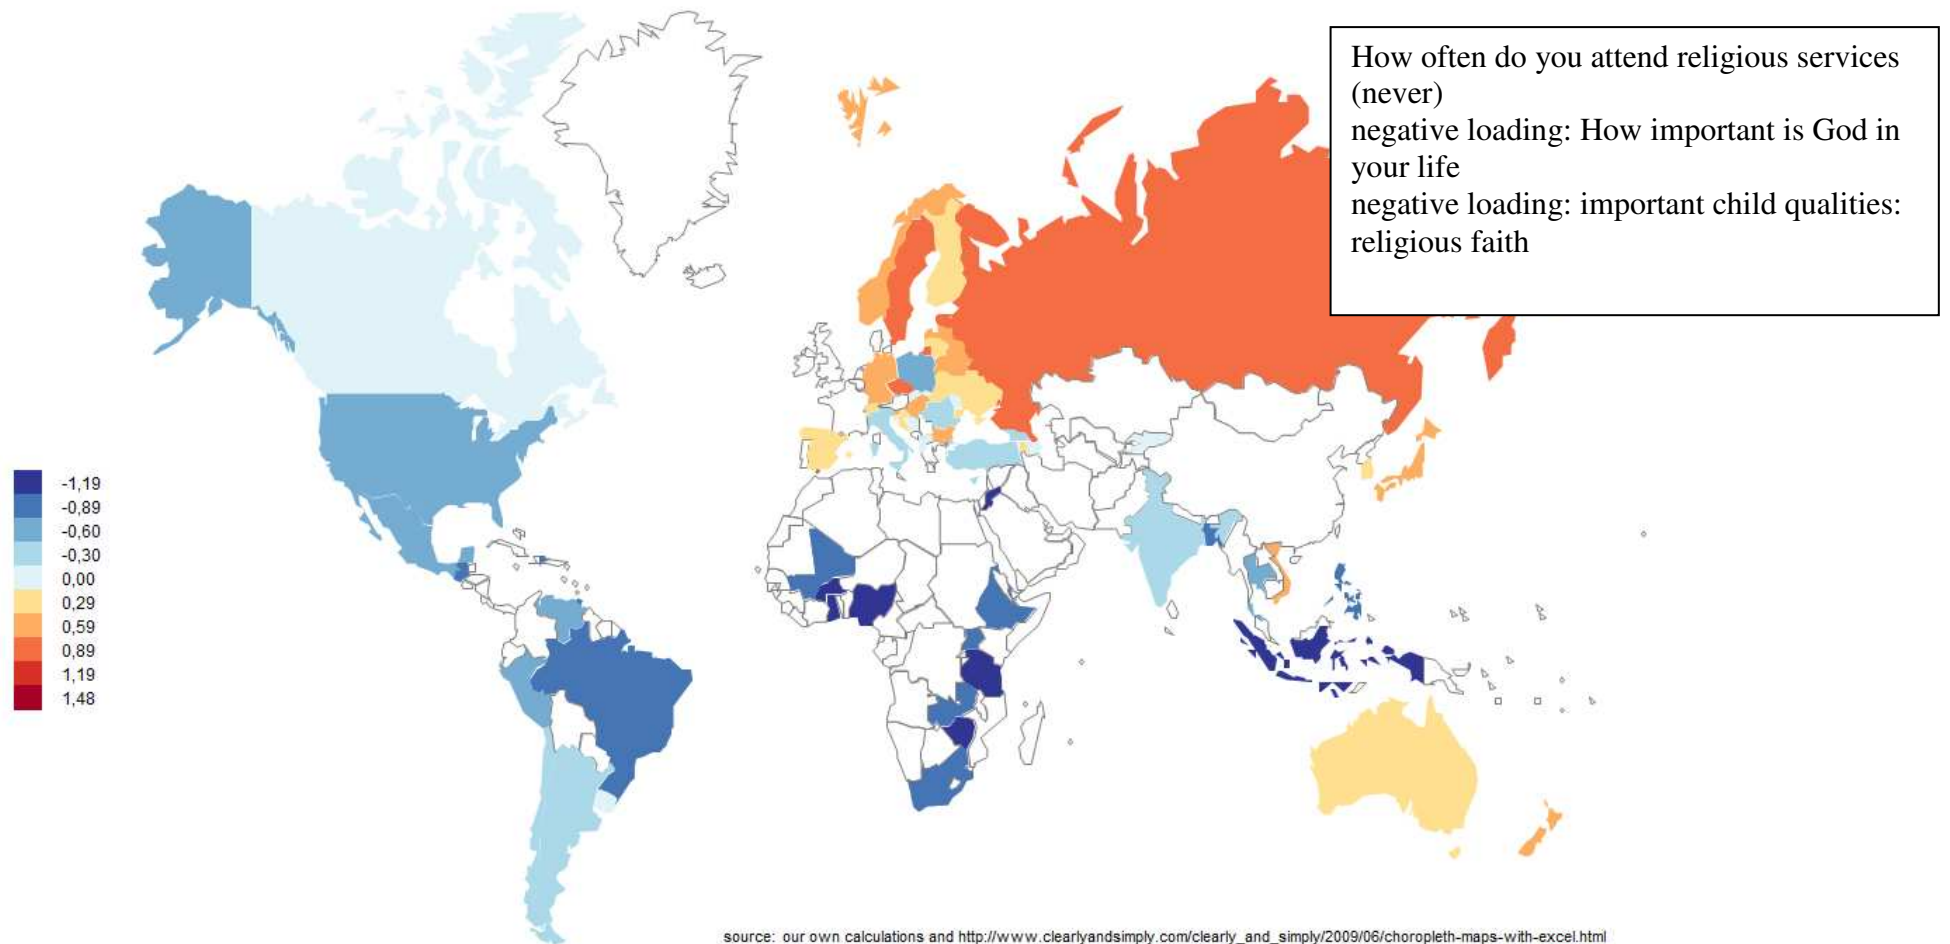 How often do you attend religious services
(never)
negative loading: How important is God in
your life
negative loading: important child qualities:
religious faith
-1,19
-0,89
-0,60
-0,30
0,00
0,29
0,59
0,89
1,19
1,48
source: our own calculations and http://www.clearlyandsimply.com/clearly_and_simply/2009/06/choropleth-maps-with-excel.html